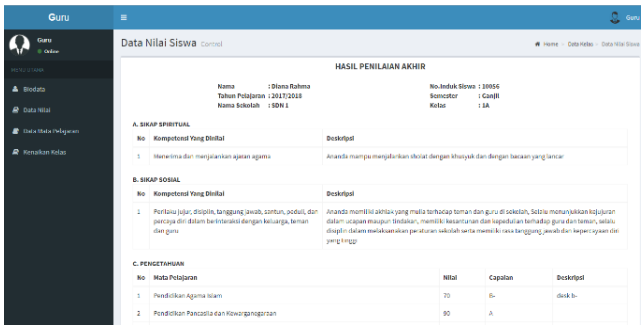 Guru
Guru
Guru
Online
MENU UTAMA
Biodata
Data Nilai
Data Mata Pelajaran
Kenaikan Kelas
Data Nilai Siswa Control
Home > Data Kelas > Data Nilai Siswa
HASIL PENILAIAN AKHIR
Nama : Diana Rahma No.Induk Siswa : 10056
Tahun Pelajaran : 2017/2018 Semester : Ganjil
Nama Sekolah : SDN 1 Kelas : 1A
A. SIKAP SPIRITUAL
No Kompetensi Yang Dinilai Deskripsi
1 Menerima dan menjalankan ajaran agama Ananda mampu menjalankan sholat dengan khusyuk dan dengan bacaan yang lancar
B. SIKAP SOSIAL
No Kompetensi Yang Dinilai Deskripsi
1 Perilaku jujur, disiplin, tanggung jawab, santun, peduli, dan Ananda memiliki akhlak yang mulia terhadap teman dan guru di sekolah, Selalu menunjukkan kejujuran
percaya diri dalam berinteraksi dengan keluarga, teman dalam ucapan maupun tindakan, memiliki kesantunan dan kepedulian terhadap guru dan teman, selalu
dan guru disiplin dalam melaksanakan peraturan sekolah serta memiliki rasa tanggung jawab dan kepercayaan diri
yang tinggi
C. PENGETAHUAN
No Mata Pelajaran Nilai Capaian Deskripsi
1 Pendidikan Agama Islam 70 B- desk b-
2 Pendidikan Pancasila dan Kewarganegaraan 90 A